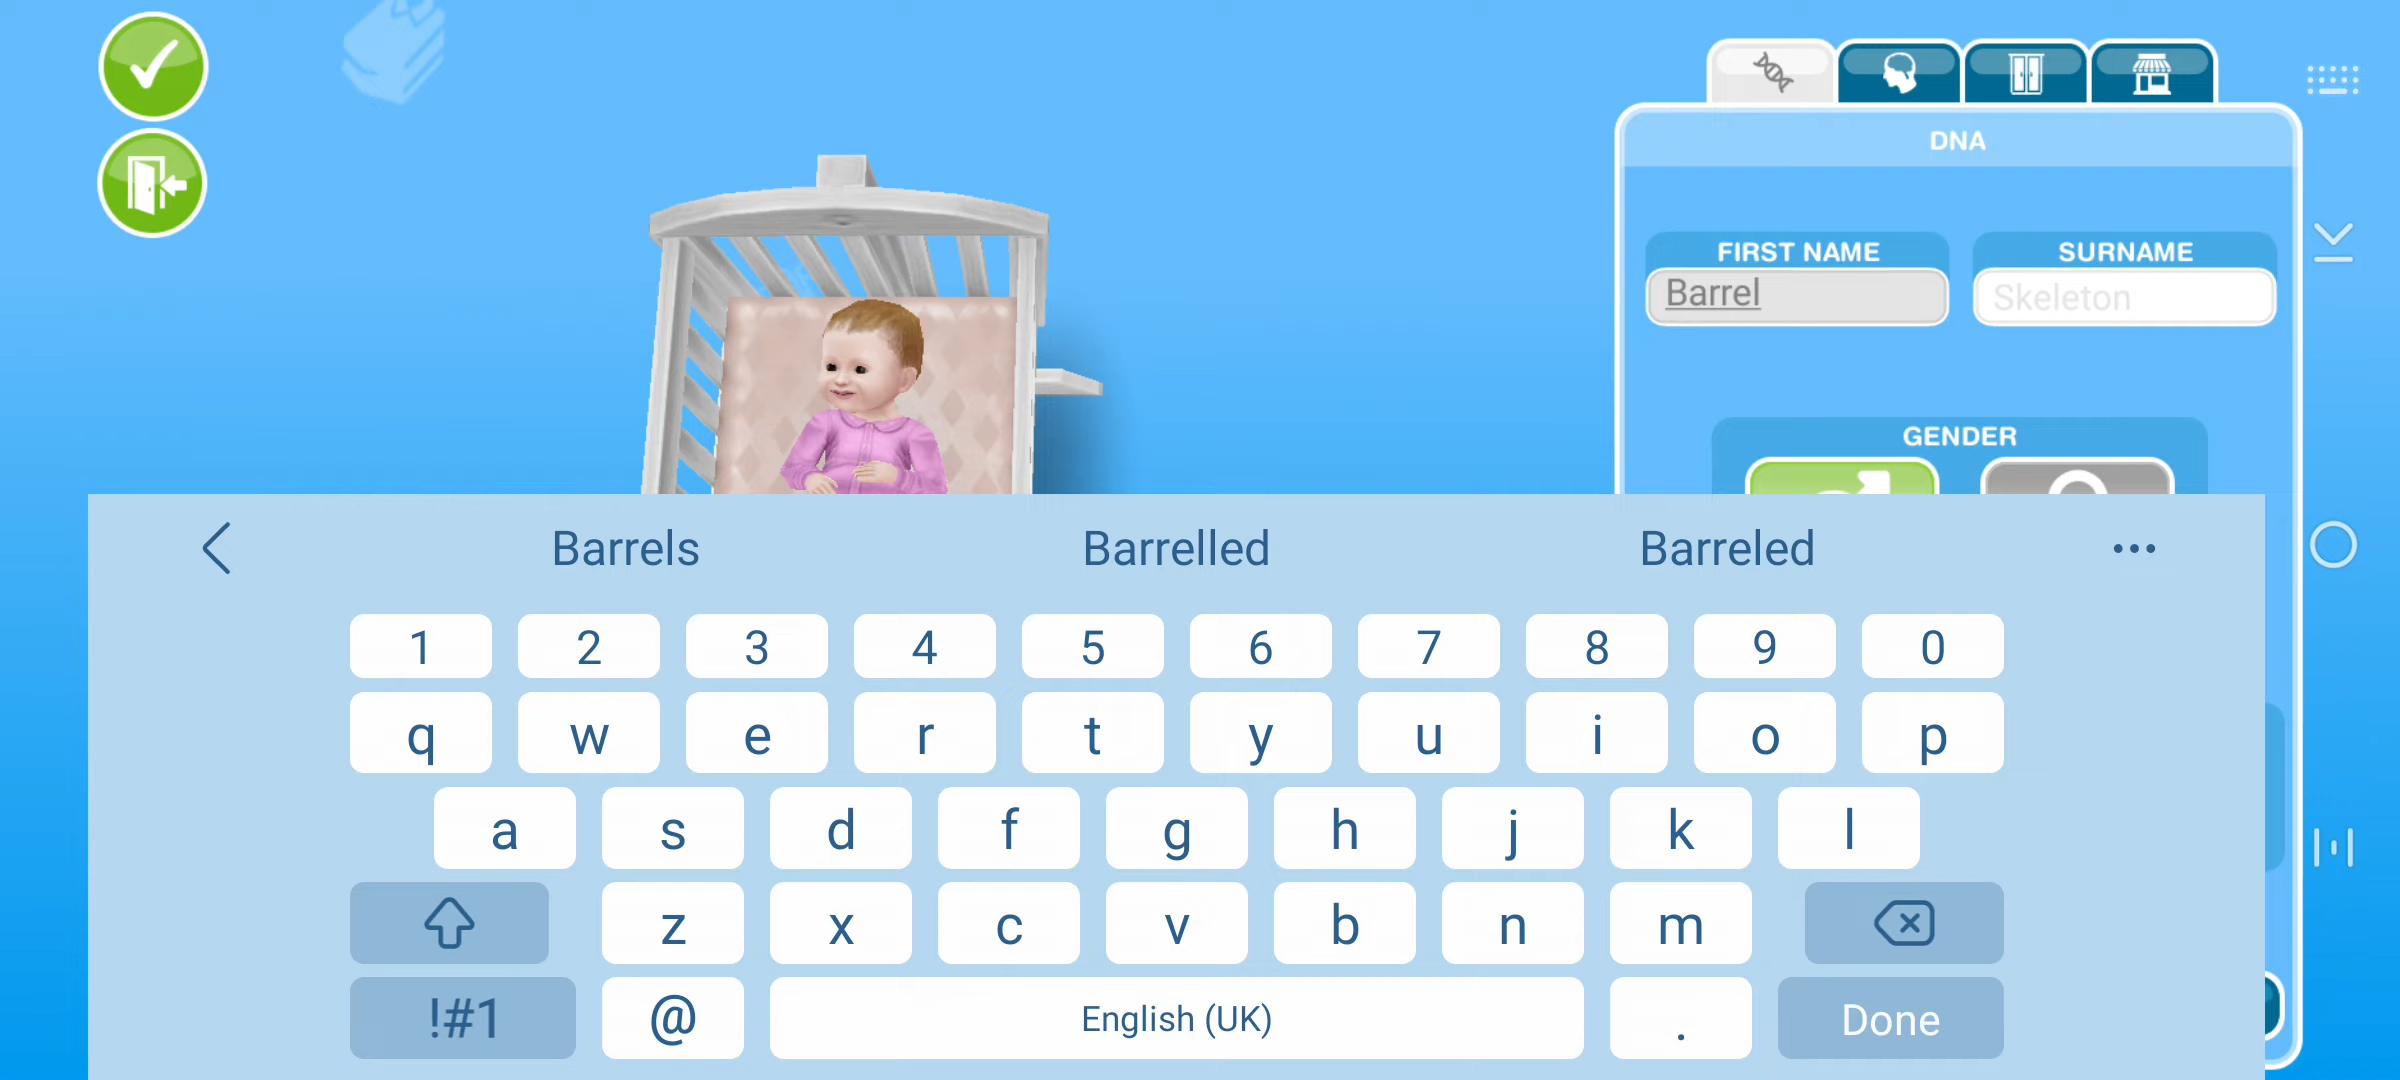 DNA
FIRST NAME SURNAME
Barrel Skeleton
GENDER
Barrels Barrelled Barreled ...
1 2 3 4 5 6 7 8 9 0
q w e r t y u i o p
a s d f g h j k l
z x c v b n m
!#1 @ English (UK) . Done